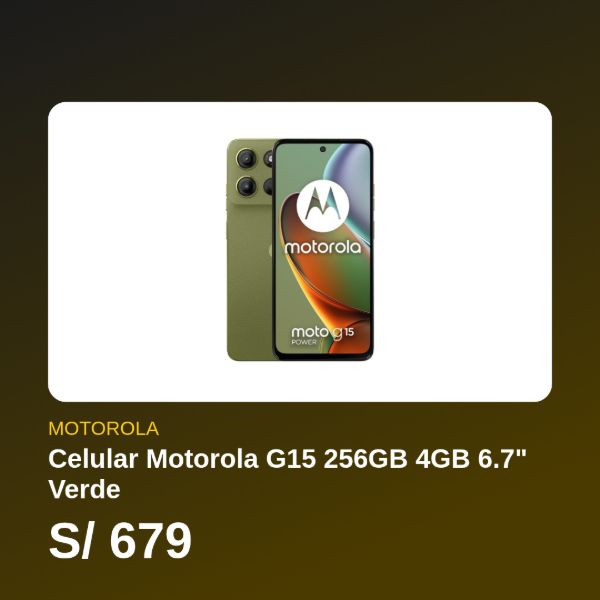 motorola
moto g15
POWER
MOTOROLA
Celular Motorola G15 256GB 4GB 6.7"
Verde
S/ 679